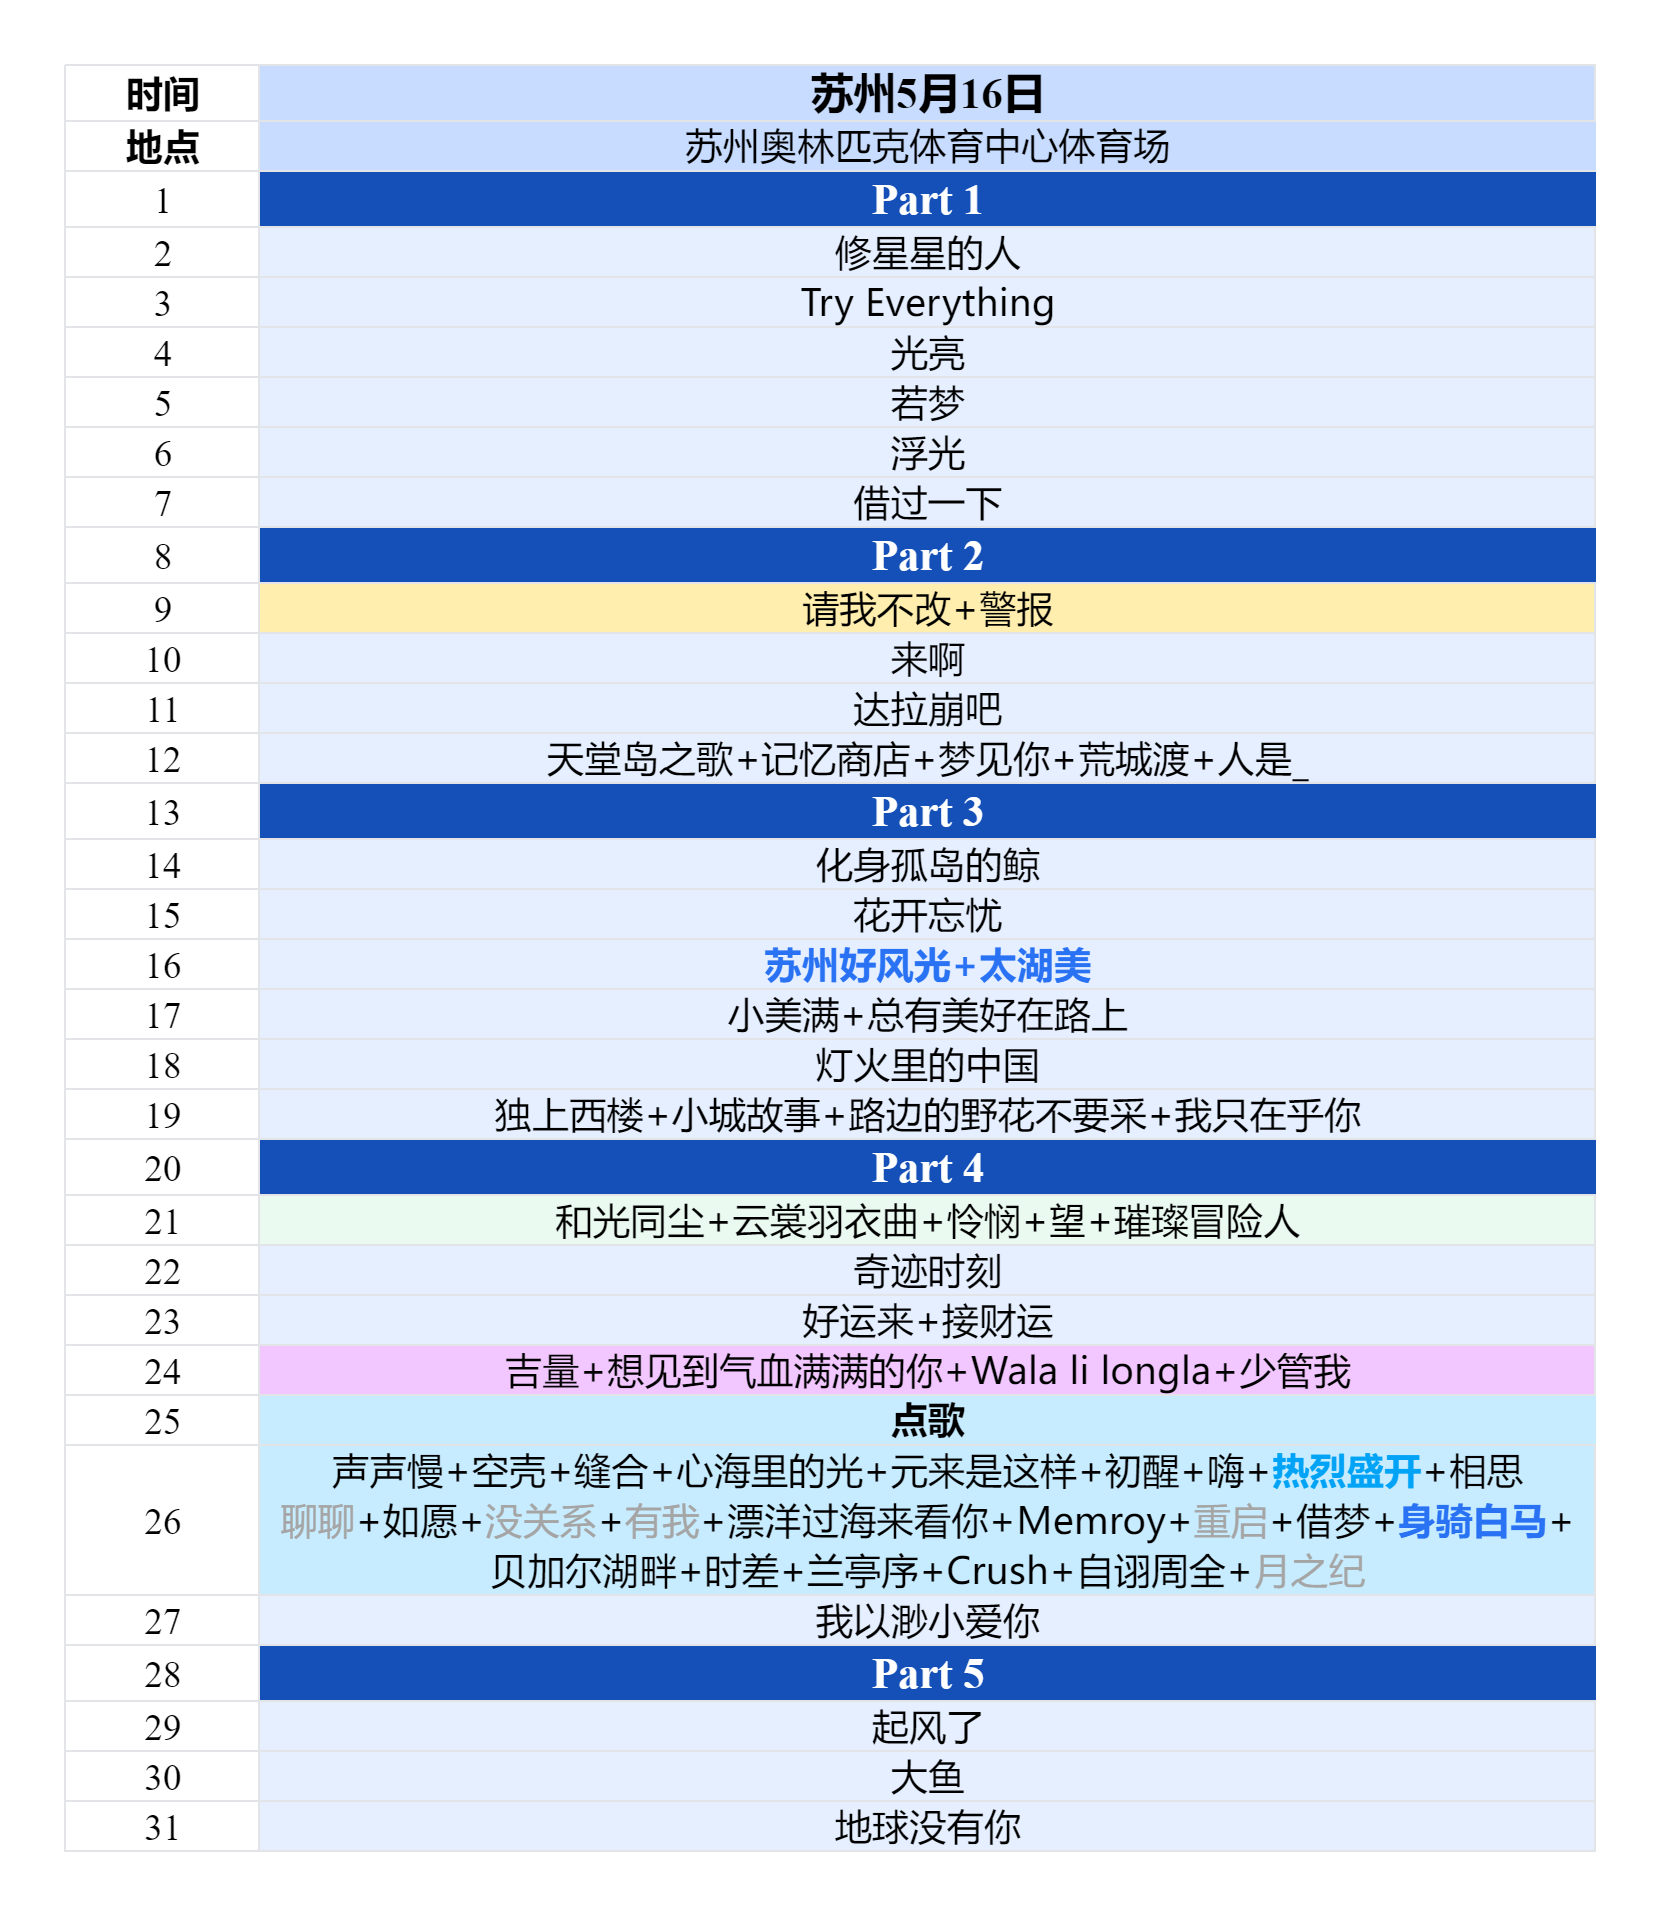 时间 苏州5月16日
地点 苏州奥林匹克体育中心体育场
1 Part 1
2 修星星的人
3 Try Everything
4 光亮
5 若梦
6 浮光
7 借过一下
8 Part 2
9 请我不改+警报
10 来啊
11 达拉崩吧
12 天堂岛之歌+记忆商店+梦见你+荒城渡+人是_
13 Part 3
14 化身孤岛的鲸
15 花开忘忧
16 苏州好风光+太湖美
17 小美满+总有美好在路上
18 灯火里的中国
19 独上西楼+小城故事+路边的野花不要采+我只在乎你
20 Part 4
21 和光同尘+云裳羽衣曲+怜悯+望+璀璨冒险人
22 奇迹时刻
23 好运来+接财运
24 吉量+想见到气血满满的你+Wala li longla+少管我
25 点歌
声声慢+空壳+缝合+心海里的光+元来是这样+初醒+嗨+热烈盛开+相思
26 聊聊+如愿+没关系+有我+漂洋过海来看你+Memroy+重启+借梦+身骑白马+
贝加尔湖畔+时差+兰亭序+Crush+自诩周全+月之纪
27 我以渺小爱你
28 Part 5
29 起风了
30 大鱼
31 地球没有你